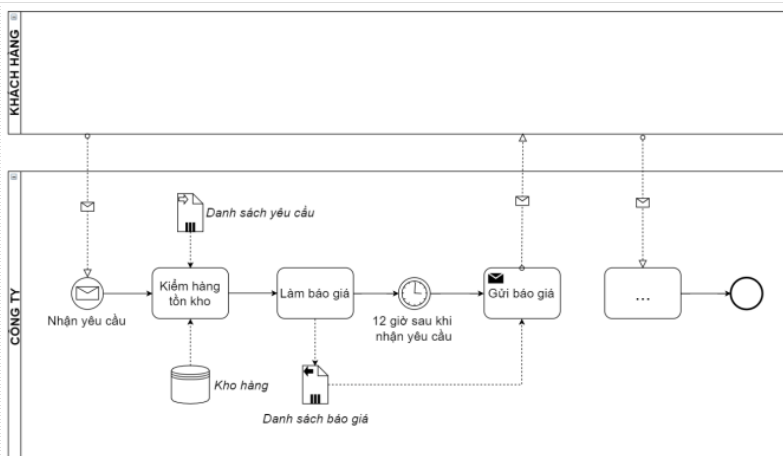 KHÁCH HÀNG
CÔNG TY
Danh sách yêu cầu
Nhận yêu cầu
Kiểm hàng
tồn kho
Làm báo giá
12 giờ sau khi
nhận yêu cầu
Gửi báo giá
...
Kho hàng
Danh sách báo giá